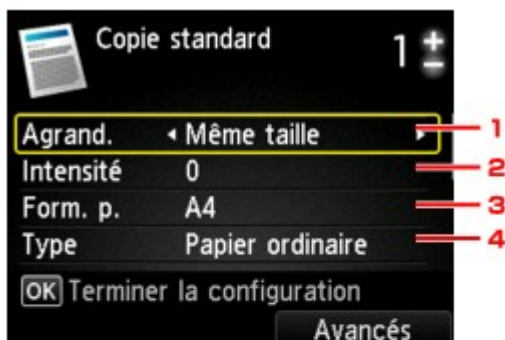 Copie standard 1
Agrand. Même taille 1
Intensité 0 2
Form. p. A4 3
Type Papier ordinaire 4
OK Terminer la configuration
Avancés